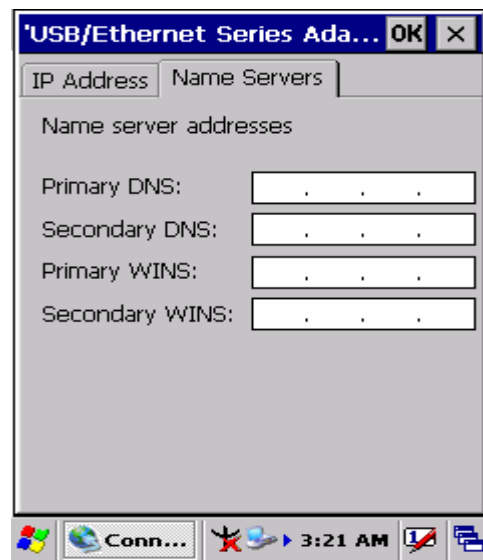 'USB/Ethernet Series Ada... OK ×
IP Address Name Servers
Name server addresses
Primary DNS: . . .
Secondary DNS: . . .
Primary WINS: . . .
Secondary WINS: . . .
Conn... 3:21 AM